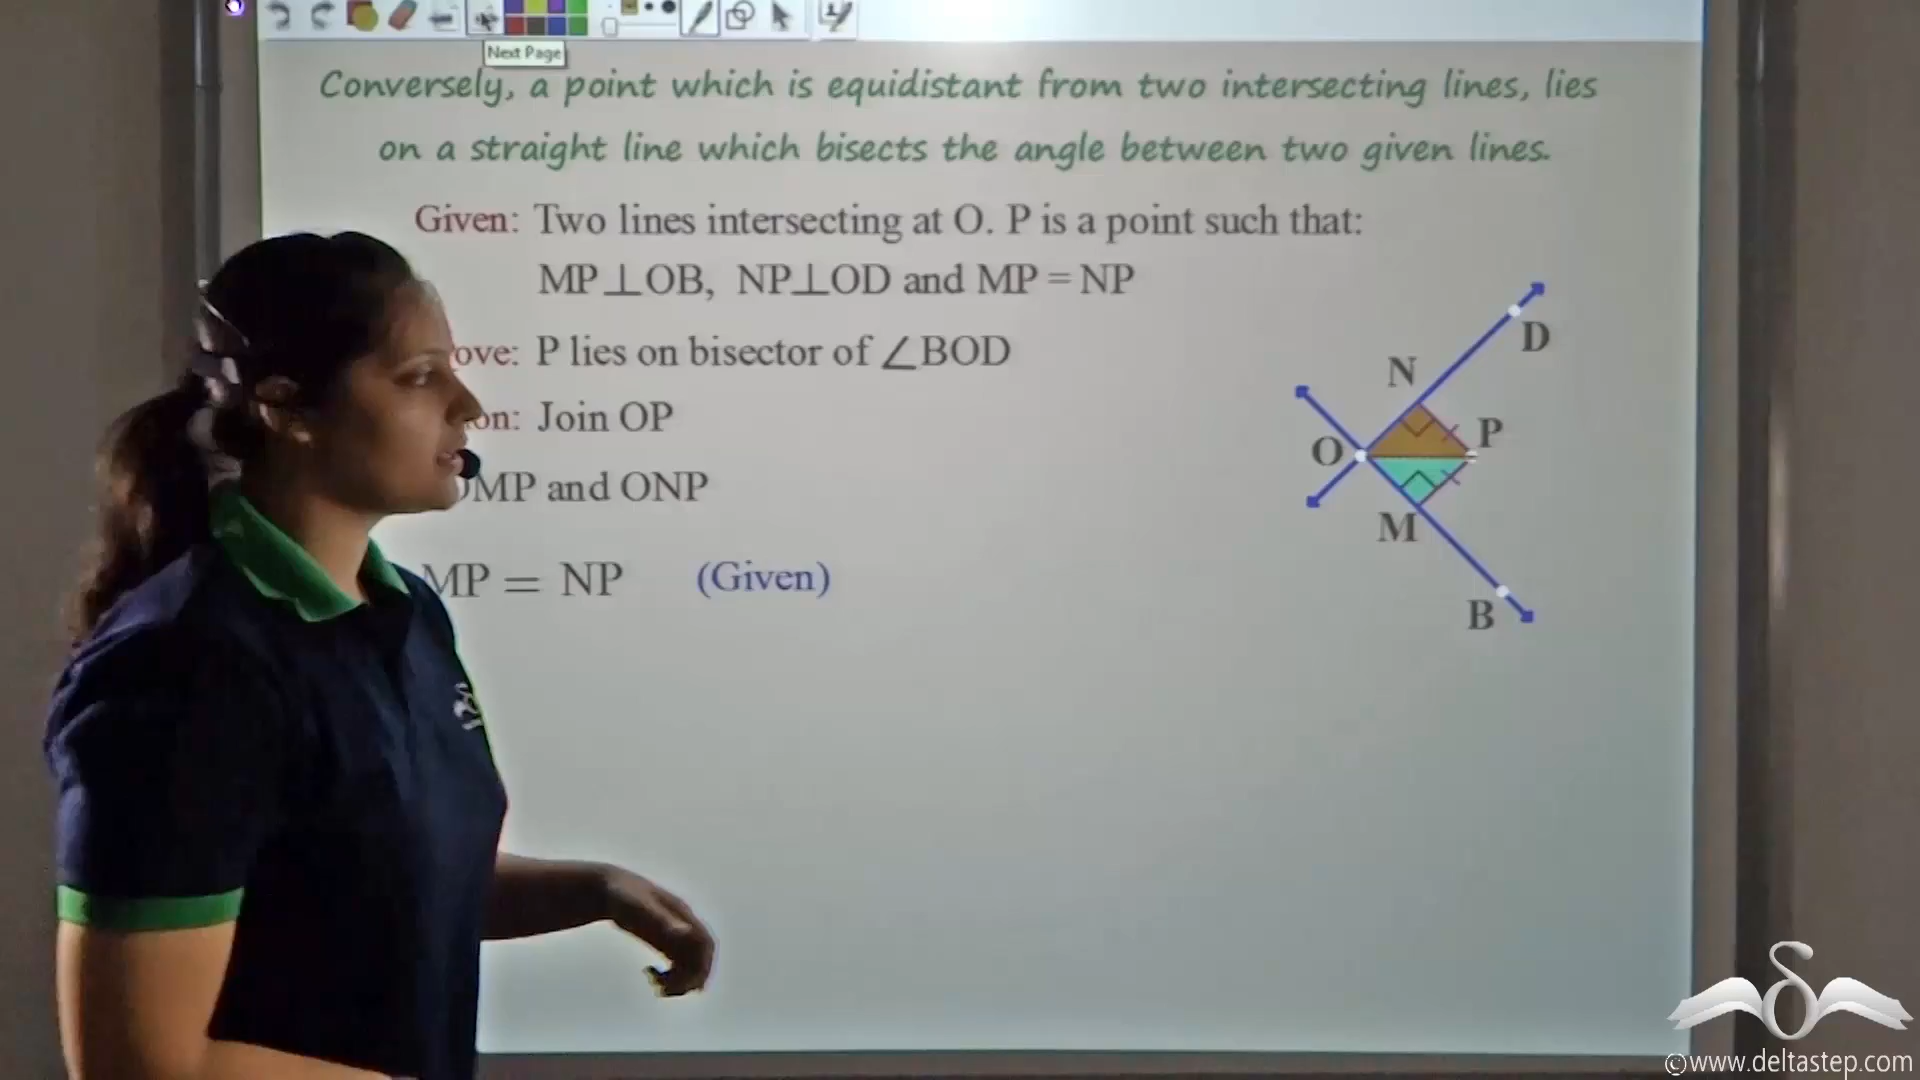 Next Page
Conversely, a point which is equidistant from two intersecting lines, lies
on a straight line which bisects the angle between two given lines.
Given: Two lines intersecting at O. P is a point such that:
MP⊥OB, NP⊥OD and MP = NP
ove: P lies on bisector of ∠BOD
on: Join OP
OMP and ONP
MP = NP (Given)
D
N
P
O
M
B
©www.deltastep.com